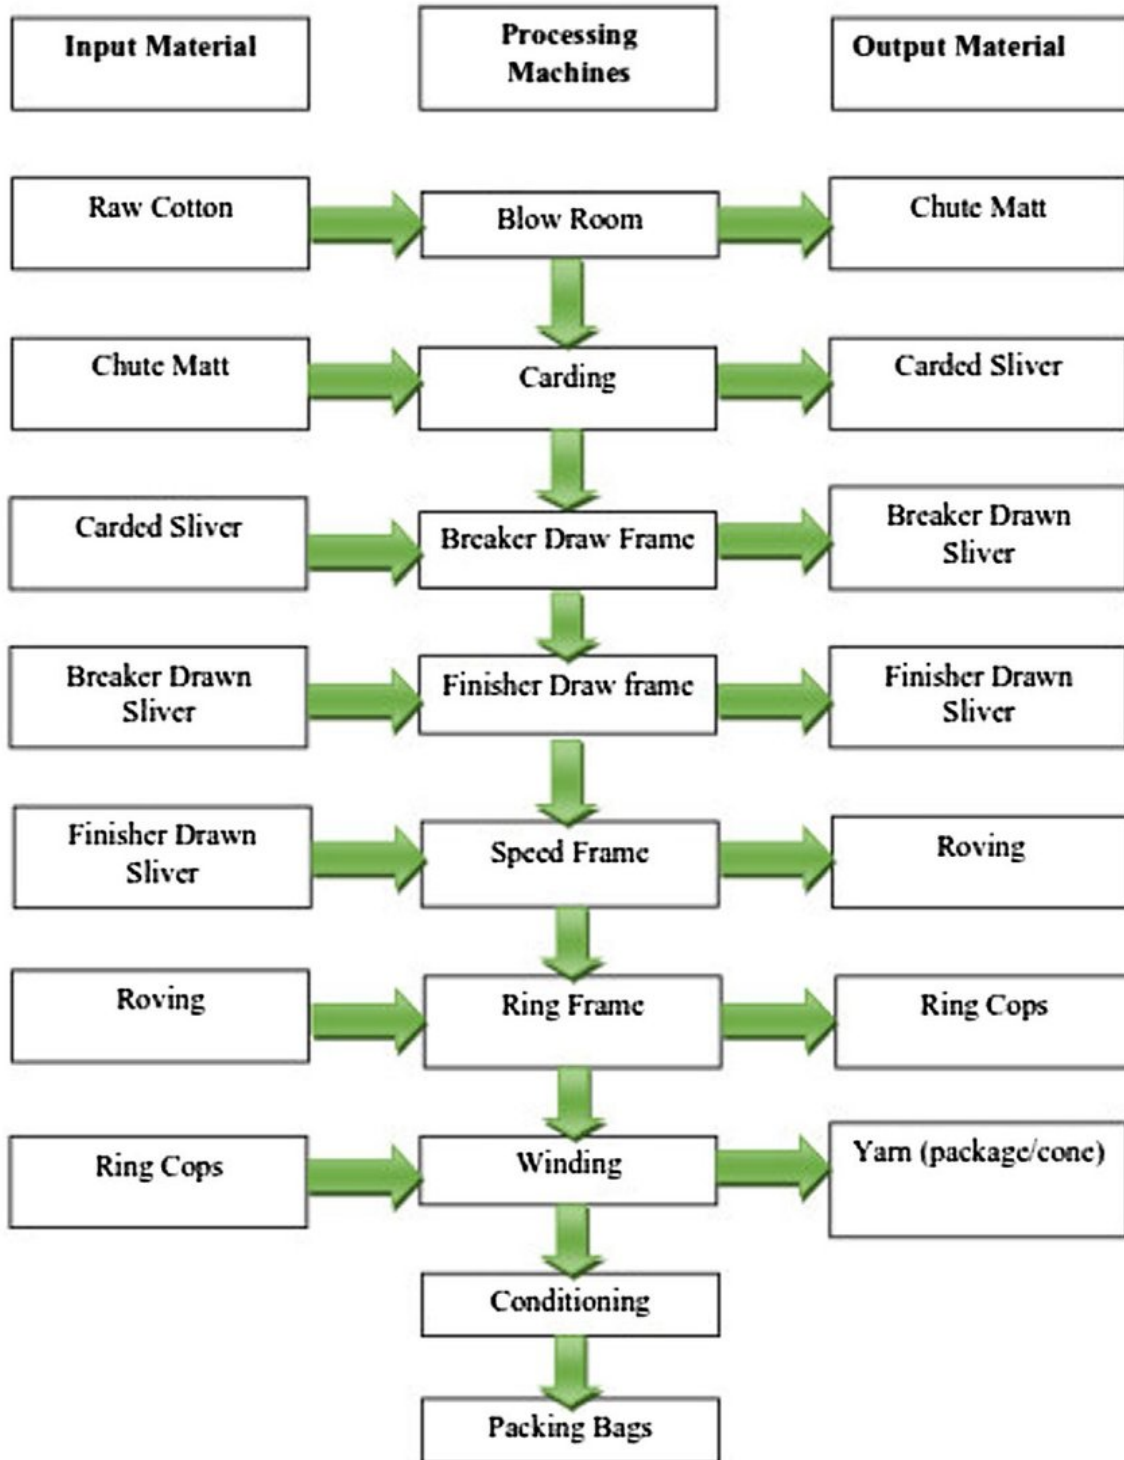 Input Material
Processing
Machines
Output Material
Raw Cotton
Blow Room
Chute Matt
Chute Matt
Carding
Carded Sliver
Carded Sliver
Breaker Draw Frame
Breaker Drawn
Sliver
Breaker Drawn
Sliver
Finisher Draw frame
Finisher Drawn
Sliver
Finisher Drawn
Sliver
Speed Frame
Roving
Roving
Ring Frame
Ring Cops
Ring Cops
Winding
Yarn (package/cone)
Conditioning
Packing Bags